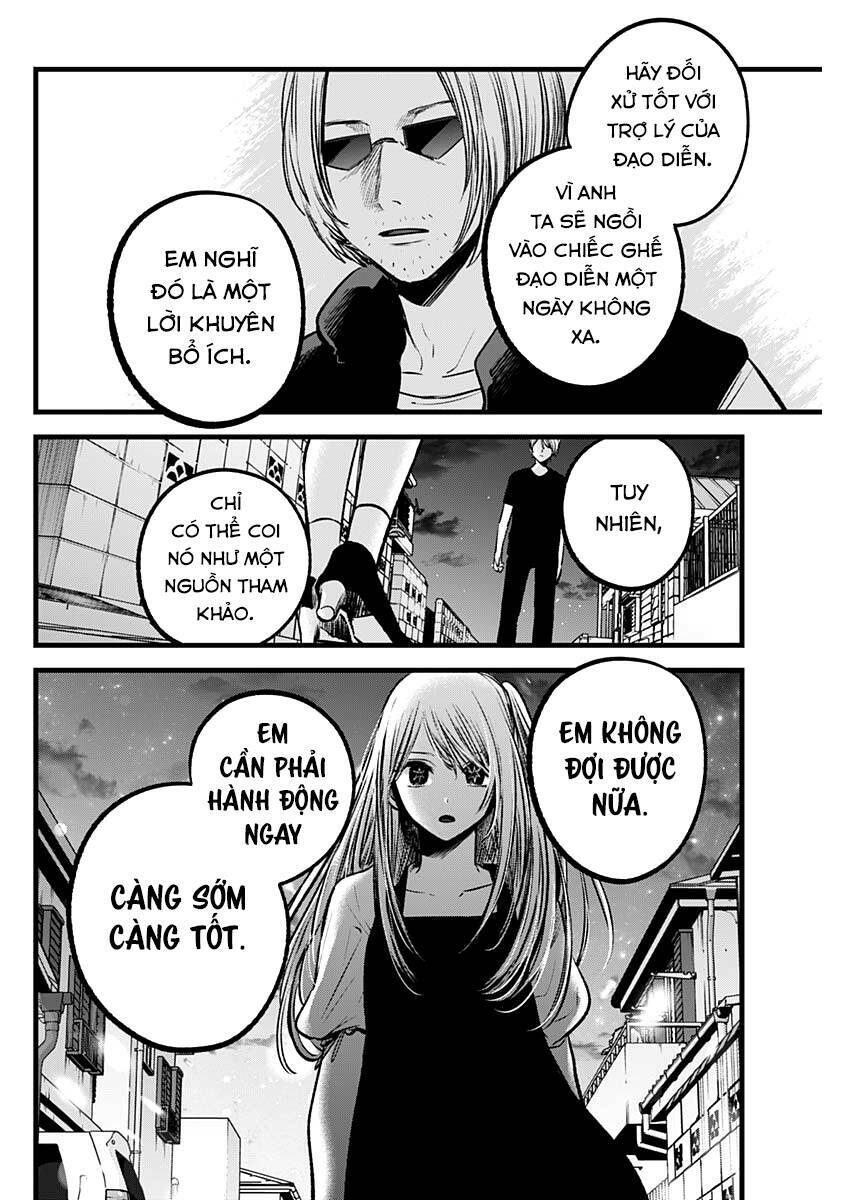 HÃY ĐỐI
XỬ TỐT VỚI
TRỢ LÝ CỦA
ĐẠO DIỄN.
VÌ ANH
TA SẼ NGỒI
VÀO CHIẾC GHẾ
ĐẠO DIỄN MỘT
NGÀY KHÔNG
XA.
EM NGHĨ
ĐÓ LÀ MỘT
LỜI KHUYÊN
BỔ ÍCH.
TUY
NHIÊN,
CHỈ
CÓ THỂ COI
NÓ NHƯ MỘT
NGUỒN THAM
KHẢO.
EM KHÔNG
ĐỢI ĐƯỢC
NỮA.
EM
CẦN PHẢI
HÀNH ĐỘNG
NGAY
CÀNG SỚM
CÀNG TỐT.